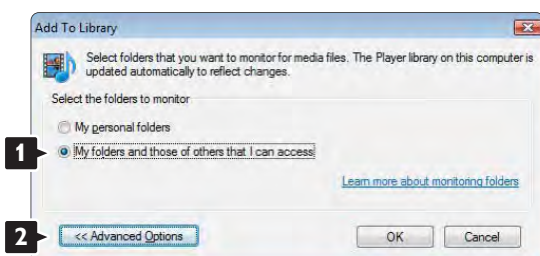 Add To Library
Select folders that you want to monitor for media files. The Player library on this computer is
updated automatically to reflect changes.
Select the folders to monitor
My personal folders
1
My folders and those of others that I can access
Learn more about monitoring folders
2
<< Advanced Options
OK
Cancel